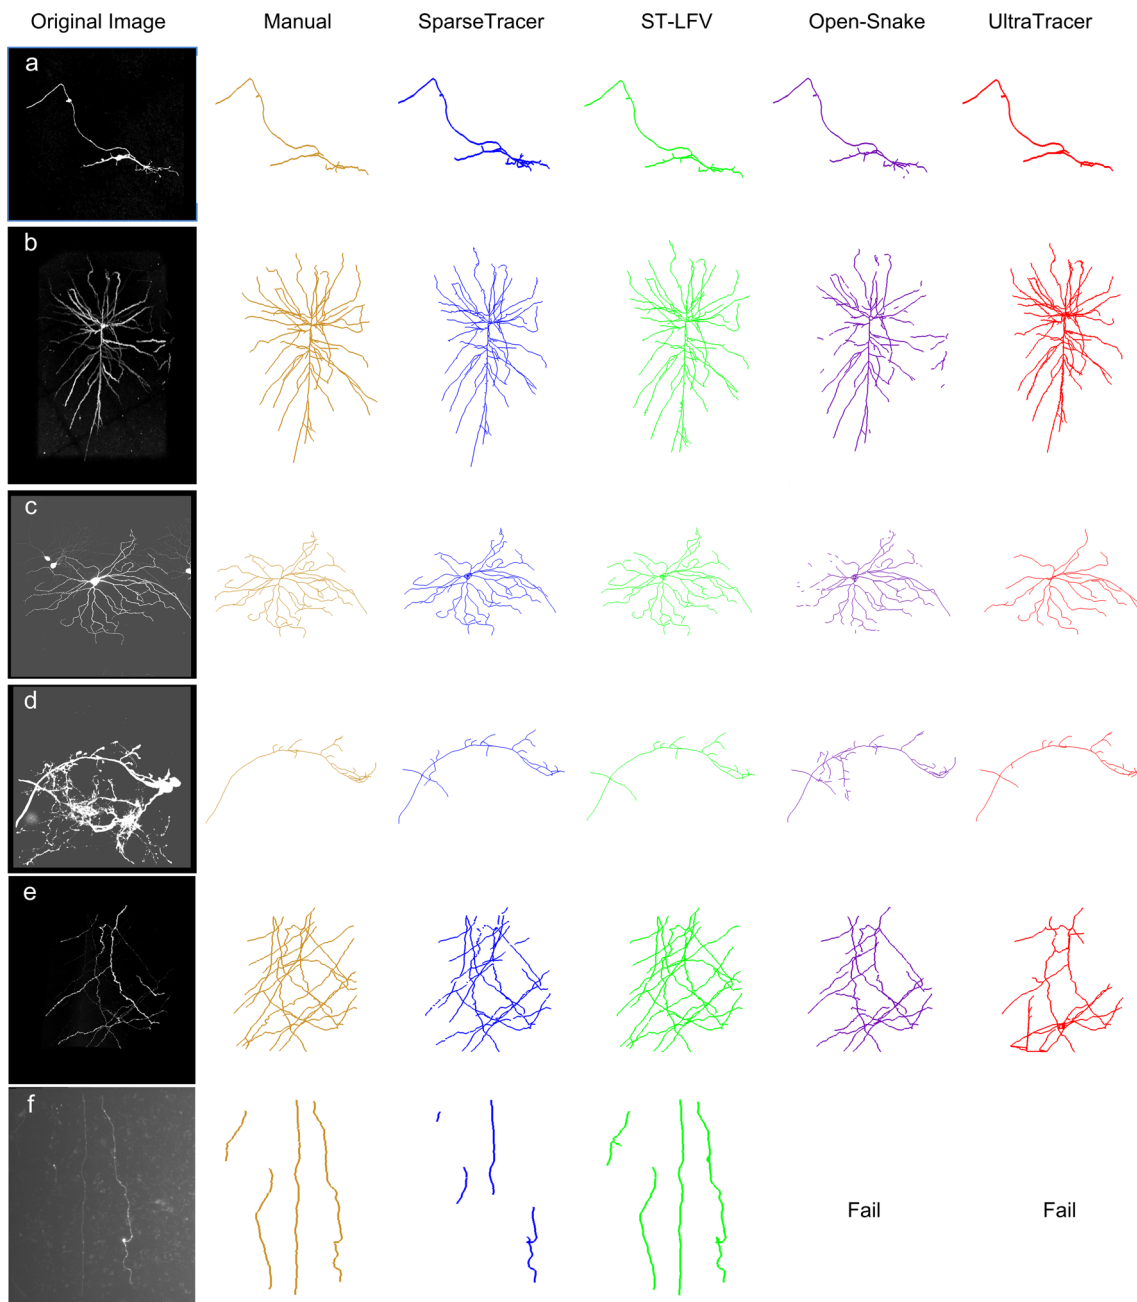 Original Image Manual SparseTracer ST-LFV Open-Snake UltraTracer
a
b
c
d
e
f
Fail Fail